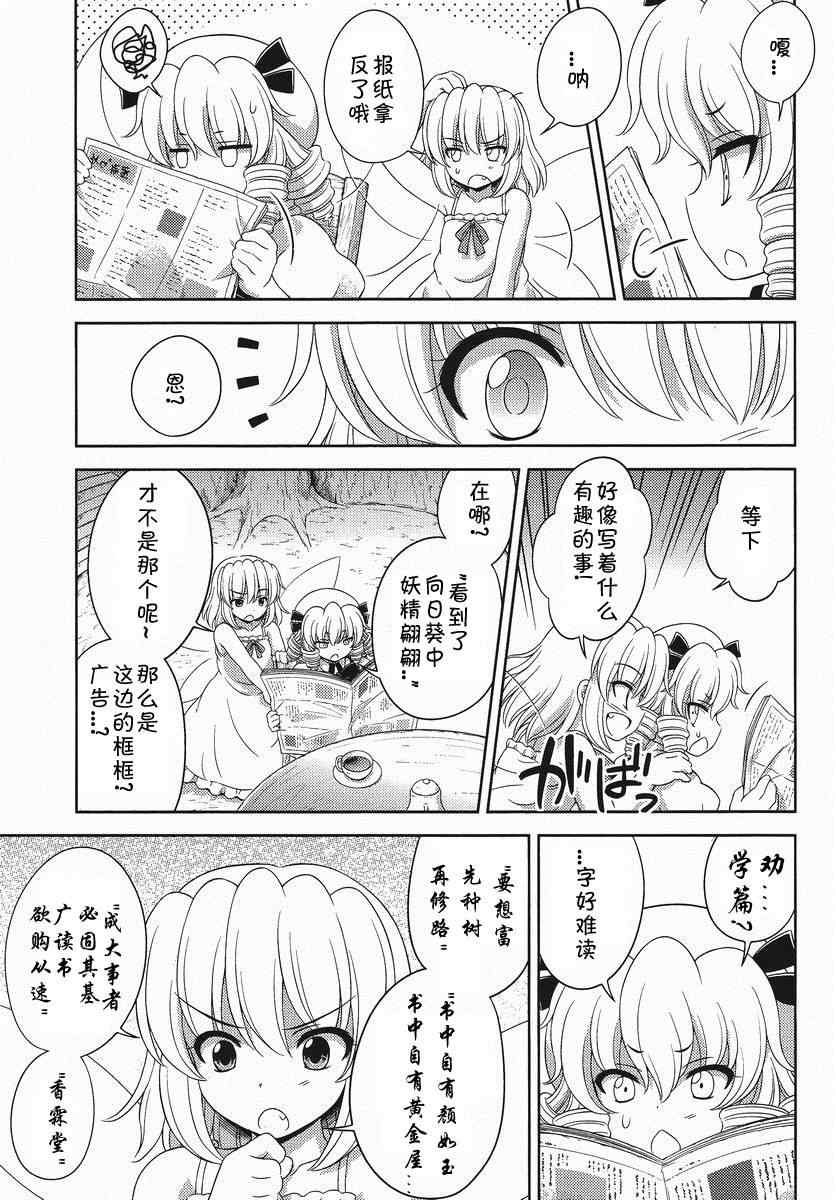 嘎…
…呐
报纸拿
反了哦
恩?
等下
好像写着什么
有趣的事!
がばっ
在哪?
"看到了
向日葵中
妖精翩翩"
才不是那个呢~
那么是
这边的框框
广告…?
劝…
学篇?
…字好难读
"要想富
先种树
再修路"
"书中自有颜如玉
书中自有黄金屋…
"成大事者
必固其基
广读书
欲购从速"
"香霖堂"